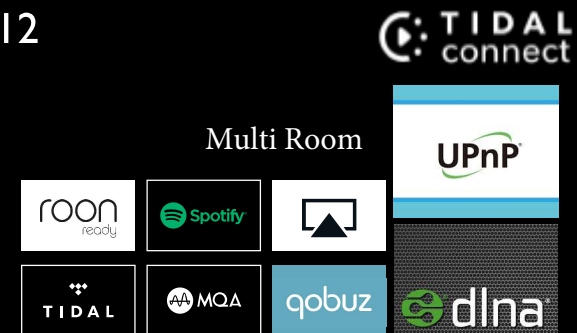 12
TIDAL
connect
Multi Room
UPnP
roon
ready
Spotify
TIDAL
MQA
qobuz
dlna